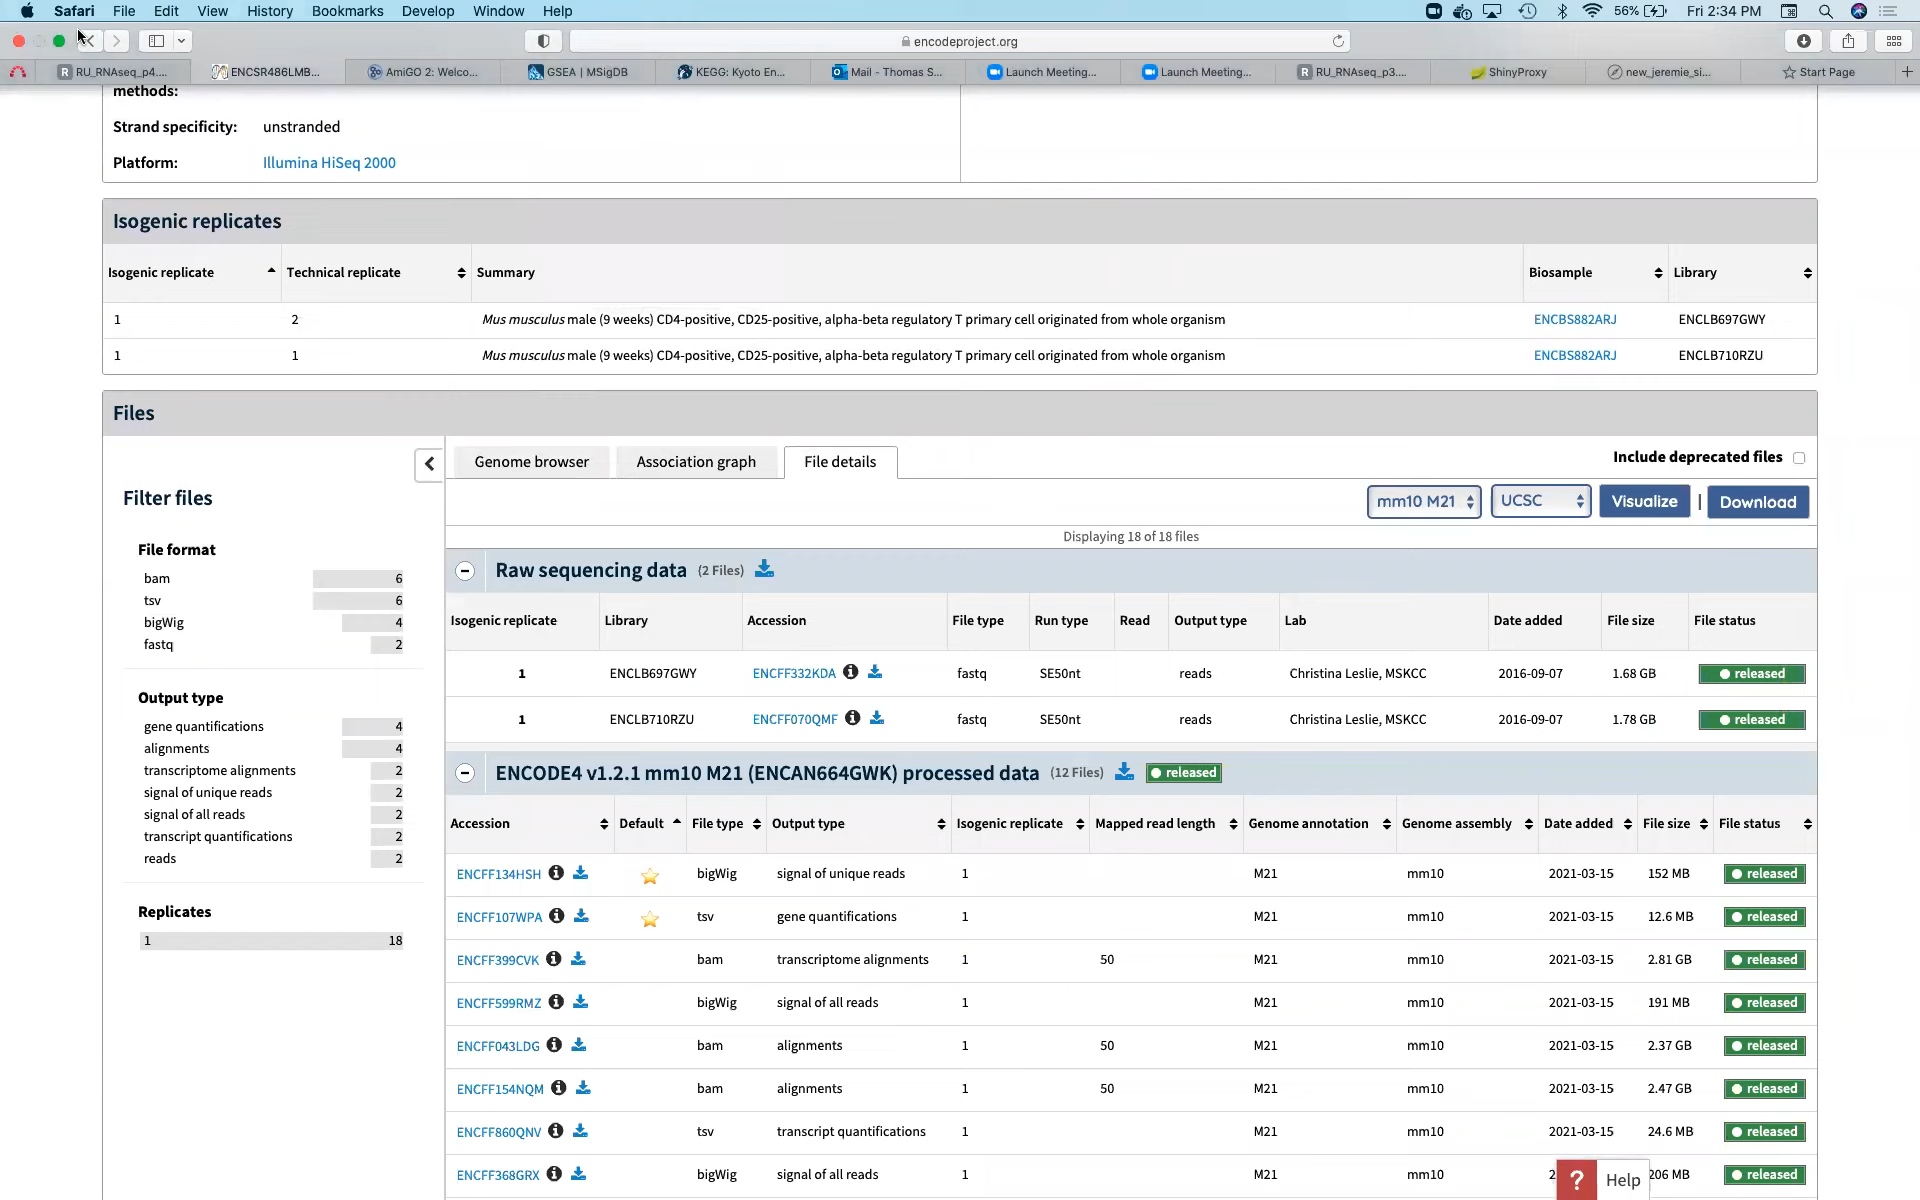 Safari File Edit View History Bookmarks Develop Window Help 56% Fri 2:34 PM
encodeproject.org
RU_RNAseq_p4.... ENCSR486LMB... AmiGO 2: Welco... GSEA | MSigDB KEGG: Kyoto En... Mail - Thomas S... Launch Meeting... Launch Meeting... RU_RNAseq_p3.... ShinyProxy new_jeremie_si... Start Page
methods:
Strand specificity: unstranded
Platform: Illumina HiSeq 2000
Isogenic replicates
Isogenic replicate Technical replicate Summary Biosample Library
1 2 Mus musculus male (9 weeks) CD4-positive, CD25-positive, alpha-beta regulatory T primary cell originated from whole organism ENCBS882ARJ ENCLB697GWY
1 1 Mus musculus male (9 weeks) CD4-positive, CD25-positive, alpha-beta regulatory T primary cell originated from whole organism ENCBS882ARJ ENCLB710RZU
Files
Genome browser Association graph File details Include deprecated files
Filter files
File format
bam 6
tsv 6
bigWig 4
fastq 2
Output type
gene quantifications 4
alignments 4
transcriptome alignments 2
signal of unique reads 2
signal of all reads 2
transcript quantifications 2
reads 2
Replicates
1 18
mm10 M21 UCSC Visualize | Download
Displaying 18 of 18 files
Raw sequencing data (2 Files)
Isogenic replicate Library Accession File type Run type Read Output type Lab Date added File size File status
1 ENCLB697GWY ENCFF332KDA fastq SE50nt reads Christina Leslie, MSKCC 2016-09-07 1.68 GB released
1 ENCLB710RZU ENCFF070QMF fastq SE50nt reads Christina Leslie, MSKCC 2016-09-07 1.78 GB released
ENCODE4 v1.2.1 mm10 M21 (ENCAN664GWK) processed data (12 Files) released
Accession Default File type Output type Isogenic replicate Mapped read length Genome annotation Genome assembly Date added File size File status
ENCFF134HSH bigWig signal of unique reads 1 M21 mm10 2021-03-15 152 MB released
ENCFF107WPA tsv gene quantifications 1 M21 mm10 2021-03-15 12.6 MB released
ENCFF399CVK bam transcriptome alignments 1 50 M21 mm10 2021-03-15 2.81 GB released
ENCFF599RMZ bigWig signal of all reads 1 M21 mm10 2021-03-15 191 MB released
ENCFF043LDG bam alignments 1 50 M21 mm10 2021-03-15 2.37 GB released
ENCFF154NQM bam alignments 1 50 M21 mm10 2021-03-15 2.47 GB released
ENCFF860QNV tsv transcript quantifications 1 M21 mm10 2021-03-15 24.6 MB released
ENCFF368GRX bigWig signal of all reads 1 M21 mm10 2 206 MB released
? Help